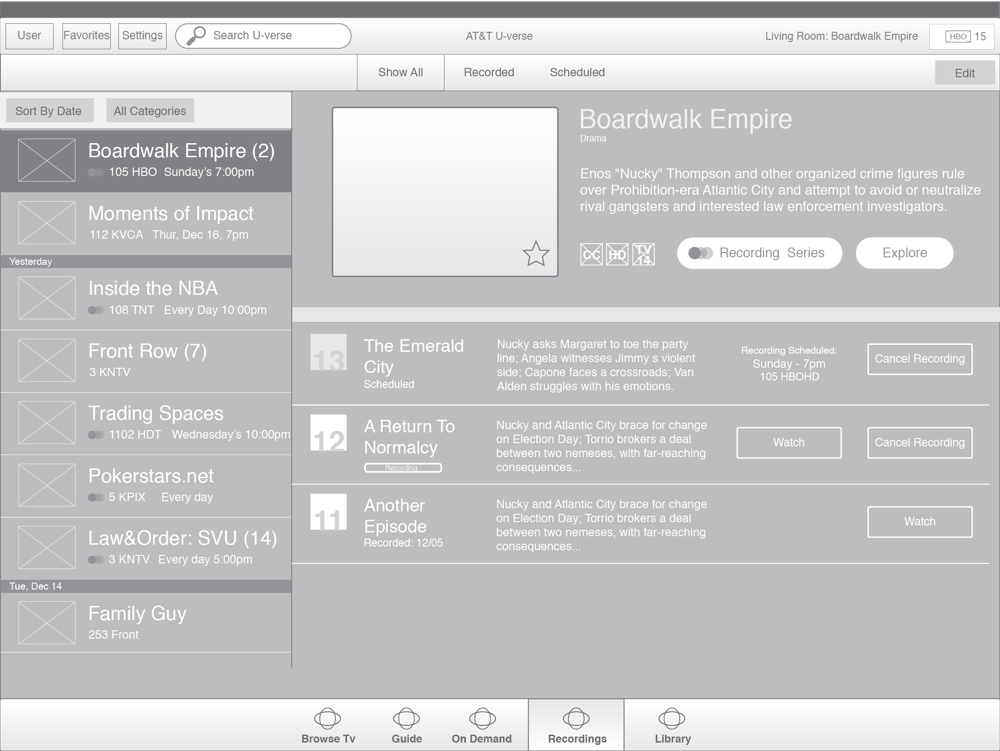 User
Favorites
Settings
Search U-verse
AT&T U-verse
Living Room: Boardwalk Empire
HBO 15
Show All
Recorded
Scheduled
Edit
Sort By Date
All Categories
Boardwalk Empire (2)
105 HBO Sunday’s 7:00pm
Moments of Impact
112 KVCA Thur, Dec 16, 7pm
Yesterday
Inside the NBA
108 TNT Every Day 10:00pm
Front Row (7)
3 KNTV
Trading Spaces
1102 HDT Wednesday’s 10:00pm
Pokerstars.net
5 KPIX Every day
Law&Order: SVU (14)
3 KNTV Every day 5:00pm
Tue, Dec 14
Family Guy
253 Front
Boardwalk Empire
Drama
Enos "Nucky" Thompson and other organized crime figures rule
over Prohibition-era Atlantic City and attempt to avoid or neutralize
rival gangsters and interested law enforcement investigators.
CC
HD
TV
14
Recording Series
Explore
13
The Emerald
City
Scheduled
Nucky asks Margaret to toe the party
line; Angela witnesses Jimmy s violent
side; Capone faces a crossroads; Van
Alden struggles with his emotions.
Recording Scheduled:
Sunday - 7pm
105 HBOHD
Cancel Recording
12
A Return To
Normalcy
Recording
Nucky and Atlantic City brace for change
on Election Day; Torrio brokers a deal
between two nemeses, with far-reaching
consequences...
Watch
Cancel Recording
11
Another
Episode
Recorded: 12/05
Nucky and Atlantic City brace for change
on Election Day; Torrio brokers a deal
between two nemeses, with far-reaching
consequences...
Watch
Browse Tv
Guide
On Demand
Recordings
Library